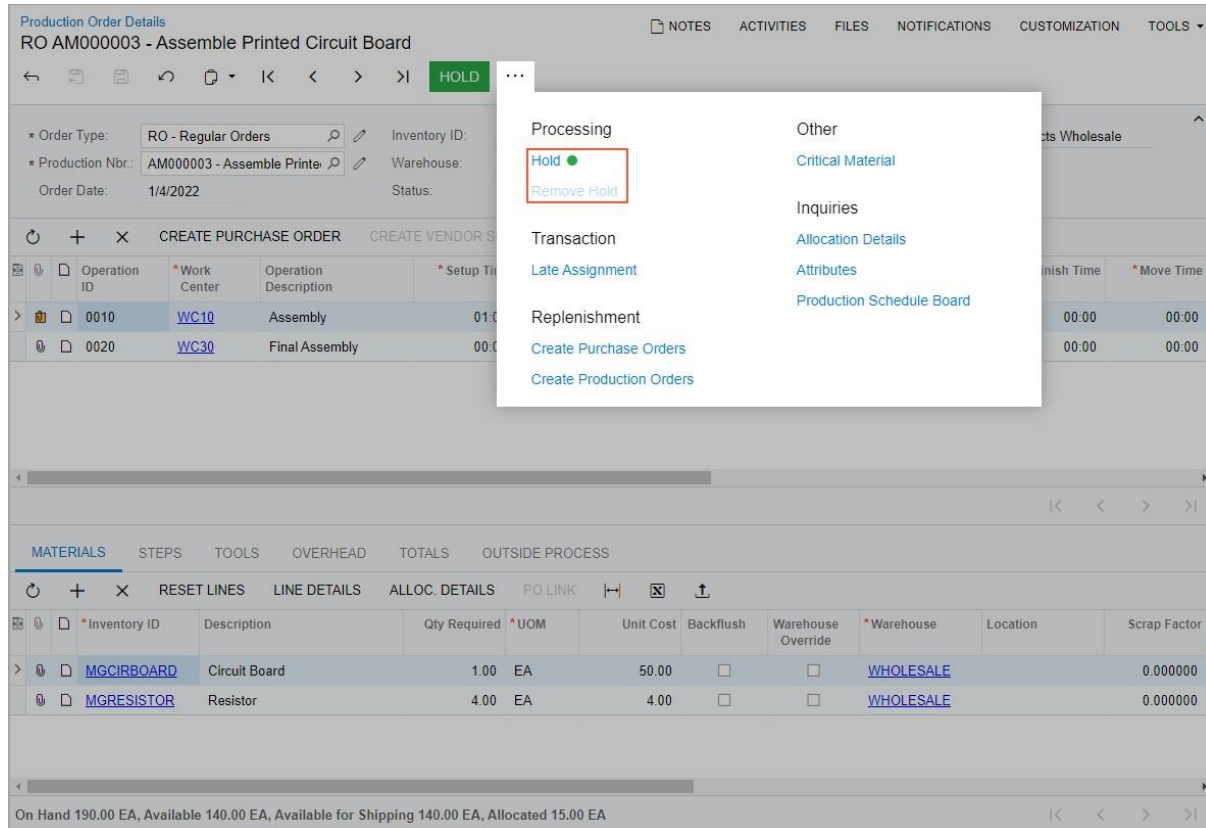 Production Order Details
RO AM000003 - Assemble Printed Circuit Board
NOTES ACTIVITIES FILES NOTIFICATIONS CUSTOMIZATION TOOLS
HOLD ...
* Order Type: RO - Regular Orders Inventory ID: cts Wholesale
* Production Nbr.: AM000003 - Assemble Printe Warehouse:
Order Date: 1/4/2022 Status:
Processing
Hold
Remove Hold
Transaction
Late Assignment
Replenishment
Create Purchase Orders
Create Production Orders
Other
Critical Material
Inquiries
Allocation Details
Attributes
Production Schedule Board
CREATE PURCHASE ORDER CREATE VENDOR S
Operation ID *Work Center Operation Description * Setup Tim inish Time *Move Time
0010 WC10 Assembly 01:0 00:00 00:00
0020 WC30 Final Assembly 00:0 00:00 00:00
MATERIALS STEPS TOOLS OVERHEAD TOTALS OUTSIDE PROCESS
RESET LINES LINE DETAILS ALLOC. DETAILS PO LINK
*Inventory ID Description Qty Required *UOM Unit Cost Backflush Warehouse Override *Warehouse Location Scrap Factor
MGCIRBOARD Circuit Board 1.00 EA 50.00 WHOLESALE 0.000000
MGRESISTOR Resistor 4.00 EA 4.00 WHOLESALE 0.000000
On Hand 190.00 EA, Available 140.00 EA, Available for Shipping 140.00 EA, Allocated 15.00 EA